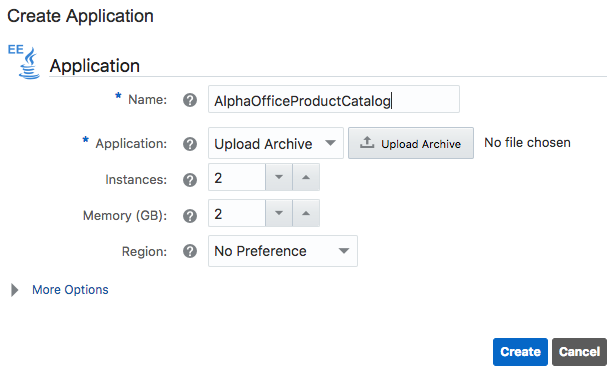 Create Application
EE Application
* Name: ? AlphaOfficeProductCatalog
* Application: ? Upload Archive Upload Archive No file chosen
Instances: ? 2
Memory (GB): ? 2
Region: ? No Preference
More Options
Create Cancel